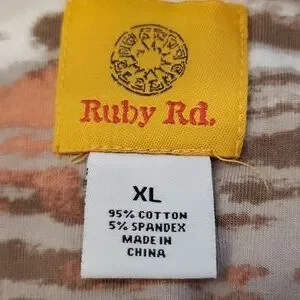 Ruby Rd.
XL
95% COTTON
5% SPANDEX
MADE IN
CHINA